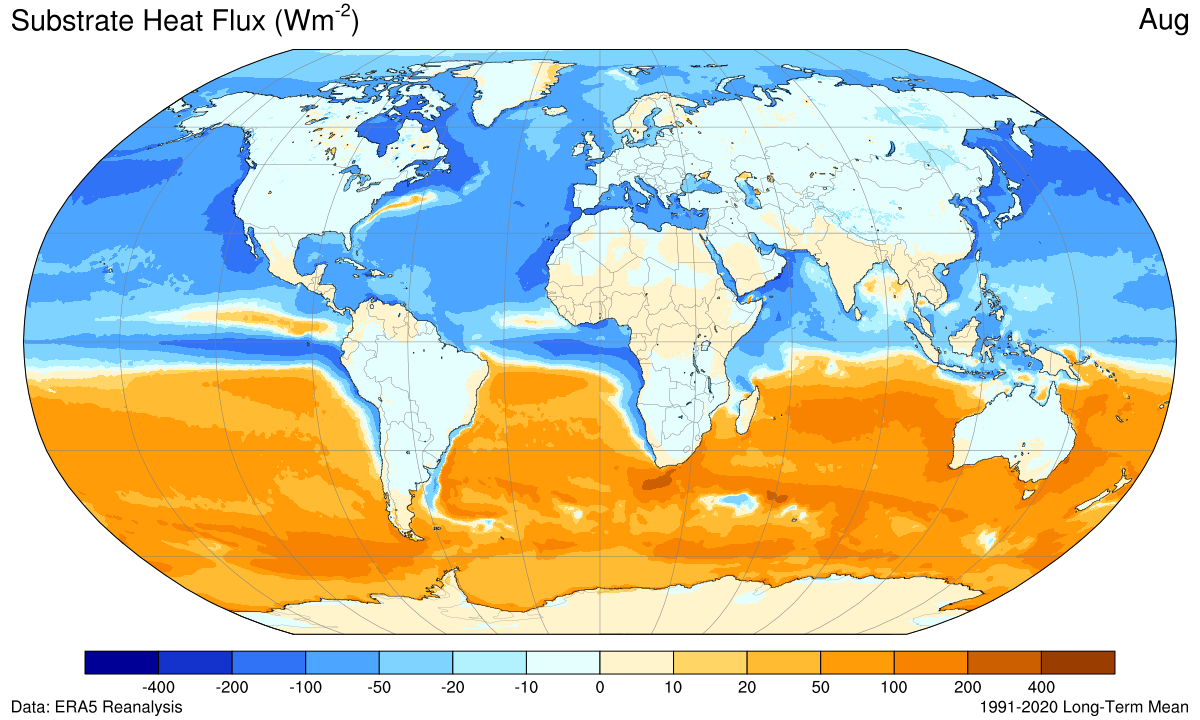 Substrate Heat Flux (Wm-2)
Aug
-400 -200 -100 -50 -20 -10 0 10 20 50 100 200 400
Data: ERA5 Reanalysis
1991-2020 Long-Term Mean